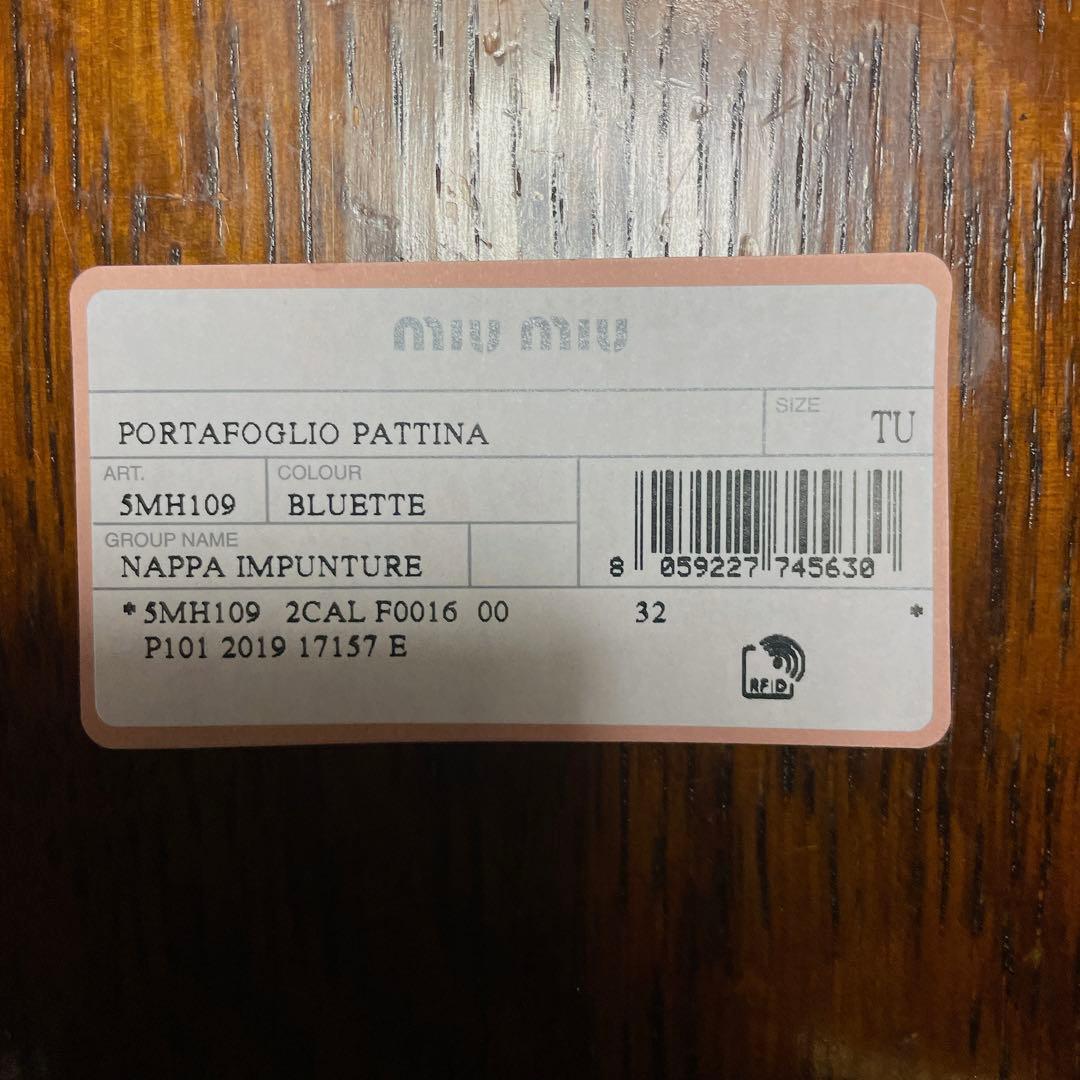 miu miu
PORTAFOGLIO PATTINA
SIZE
TU
ART.
5MH109
COLOUR
BLUETTE
GROUP NAME
NAPPA IMPUNTURE
8 059227 745630
* 5MH109 2CAL F0016 00 32 *
P101 2019 17157 E
RFID